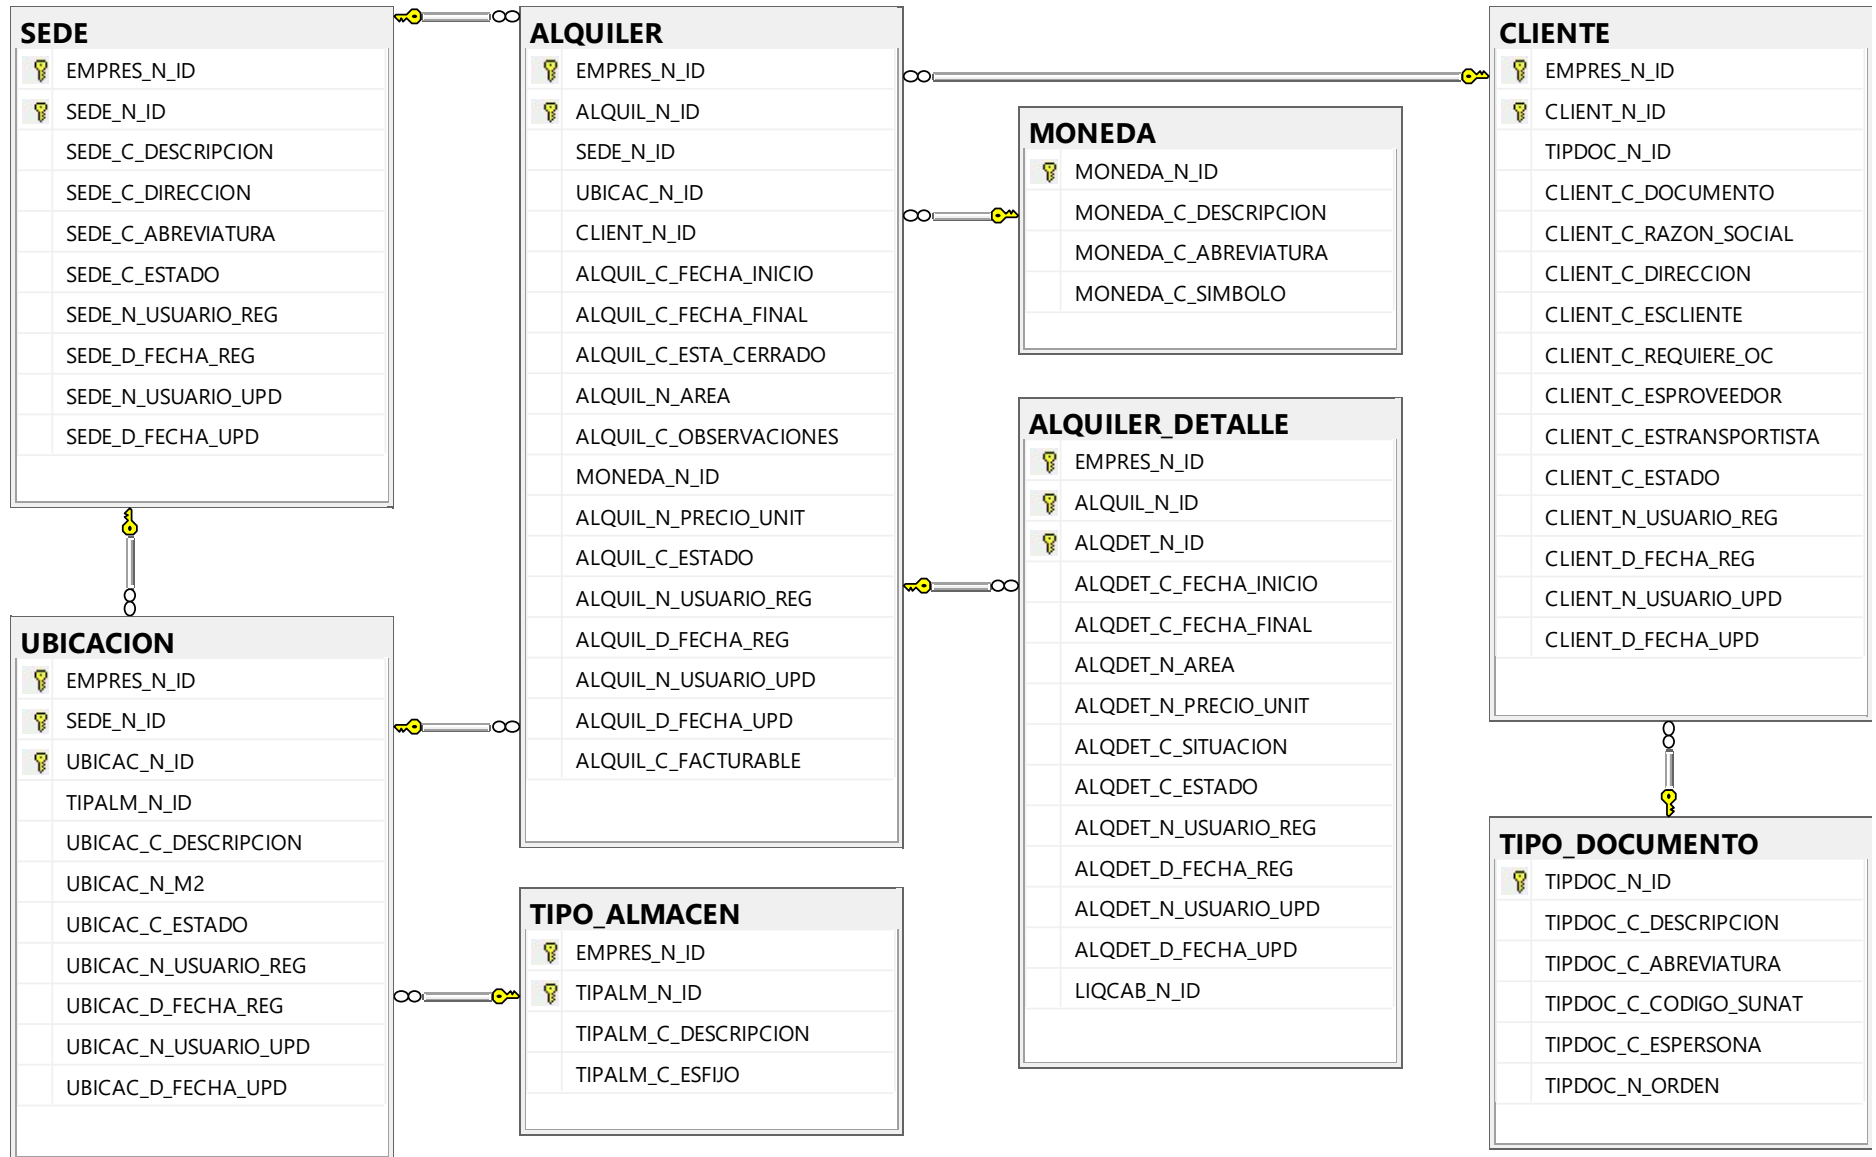 SEDE
EMPRES_N_ID
SEDE_N_ID
SEDE_C_DESCRIPCION
SEDE_C_DIRECCION
SEDE_C_ABREVIATURA
SEDE_C_ESTADO
SEDE_N_USUARIO_REG
SEDE_D_FECHA_REG
SEDE_N_USUARIO_UPD
SEDE_D_FECHA_UPD
UBICACION
EMPRES_N_ID
SEDE_N_ID
UBICAC_N_ID
TIPALM_N_ID
UBICAC_C_DESCRIPCION
UBICAC_N_M2
UBICAC_C_ESTADO
UBICAC_N_USUARIO_REG
UBICAC_D_FECHA_REG
UBICAC_N_USUARIO_UPD
UBICAC_D_FECHA_UPD
ALQUILER
EMPRES_N_ID
ALQUIL_N_ID
SEDE_N_ID
UBICAC_N_ID
CLIENT_N_ID
ALQUIL_C_FECHA_INICIO
ALQUIL_C_FECHA_FINAL
ALQUIL_C_ESTA_CERRADO
ALQUIL_N_AREA
ALQUIL_C_OBSERVACIONES
MONEDA_N_ID
ALQUIL_N_PRECIO_UNIT
ALQUIL_C_ESTADO
ALQUIL_N_USUARIO_REG
ALQUIL_D_FECHA_REG
ALQUIL_N_USUARIO_UPD
ALQUIL_D_FECHA_UPD
ALQUIL_C_FACTURABLE
TIPO_ALMACEN
EMPRES_N_ID
TIPALM_N_ID
TIPALM_C_DESCRIPCION
TIPALM_C_ESFIJO
MONEDA
MONEDA_N_ID
MONEDA_C_DESCRIPCION
MONEDA_C_ABREVIATURA
MONEDA_C_SIMBOLO
ALQUILER_DETALLE
EMPRES_N_ID
ALQUIL_N_ID
ALQDET_N_ID
ALQDET_C_FECHA_INICIO
ALQDET_C_FECHA_FINAL
ALQDET_N_AREA
ALQDET_N_PRECIO_UNIT
ALQDET_C_SITUACION
ALQDET_C_ESTADO
ALQDET_N_USUARIO_REG
ALQDET_D_FECHA_REG
ALQDET_N_USUARIO_UPD
ALQDET_D_FECHA_UPD
LIQCAB_N_ID
CLIENTE
EMPRES_N_ID
CLIENT_N_ID
TIPDOC_N_ID
CLIENT_C_DOCUMENTO
CLIENT_C_RAZON_SOCIAL
CLIENT_C_DIRECCION
CLIENT_C_ESCLIENTE
CLIENT_C_REQUIERE_OC
CLIENT_C_ESPROVEEDOR
CLIENT_C_ESTRANSPORTISTA
CLIENT_C_ESTADO
CLIENT_N_USUARIO_REG
CLIENT_D_FECHA_REG
CLIENT_N_USUARIO_UPD
CLIENT_D_FECHA_UPD
TIPO_DOCUMENTO
TIPDOC_N_ID
TIPDOC_C_DESCRIPCION
TIPDOC_C_ABREVIATURA
TIPDOC_C_CODIGO_SUNAT
TIPDOC_C_ESPERSONA
TIPDOC_N_ORDEN